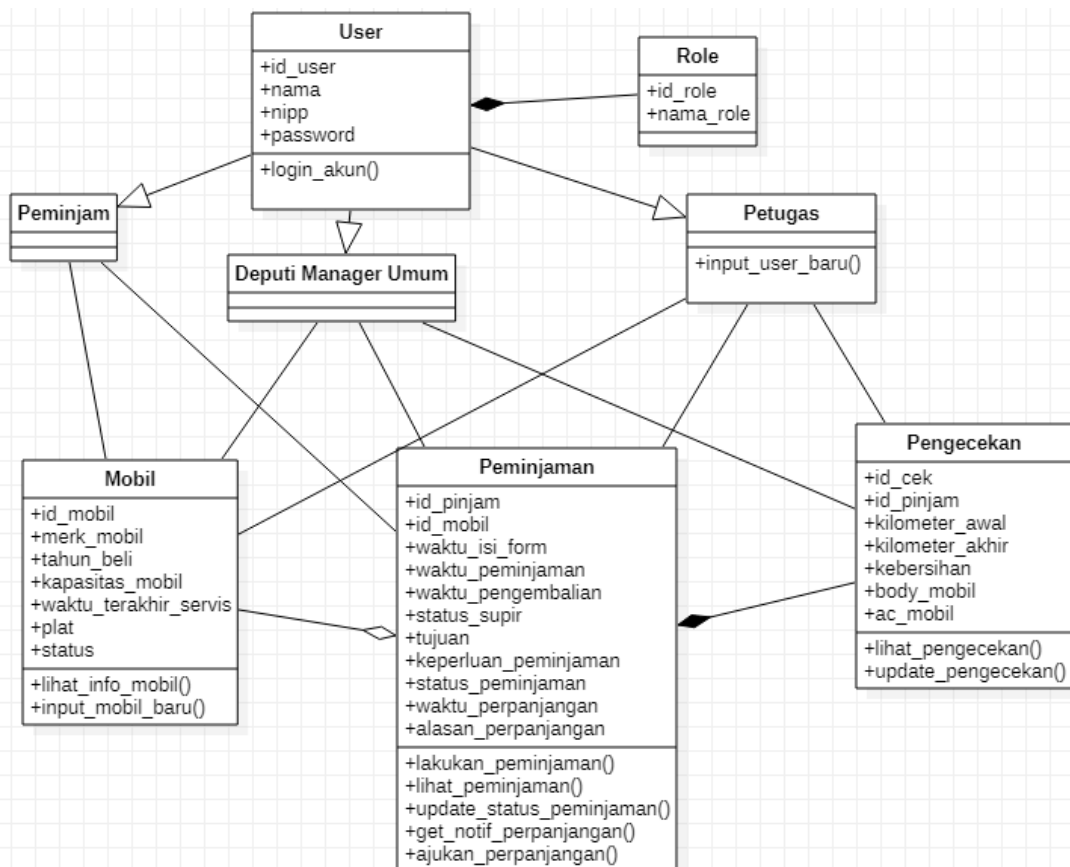 User
+id_user
+nama
+nipp
+password
+login_akun()
Role
+id_role
+nama_role
Peminjam
Deputi Manager Umum
Petugas
+input_user_baru()
Mobil
+id_mobil
+merk_mobil
+tahun_beli
+kapasitas_mobil
+waktu_terakhir_servis
+plat
+status
+lihat_info_mobil()
+input_mobil_baru()
Peminjaman
+id_pinjam
+id_mobil
+waktu_isi_form
+waktu_peminjaman
+waktu_pengembalian
+status_supir
+tujuan
+keperluan_peminjaman
+status_peminjaman
+waktu_perpanjangan
+alasan_perpanjangan
+lakukan_peminjaman()
+lihat_peminjaman()
+update_status_peminjaman()
+get_notif_perpanjangan()
+ajukan_perpanjangan()
Pengecekan
+id_cek
+id_pinjam
+kilometer_awal
+kilometer_akhir
+kebersihan
+body_mobil
+ac_mobil
+lihat_pengecekan()
+update_pengecekan()